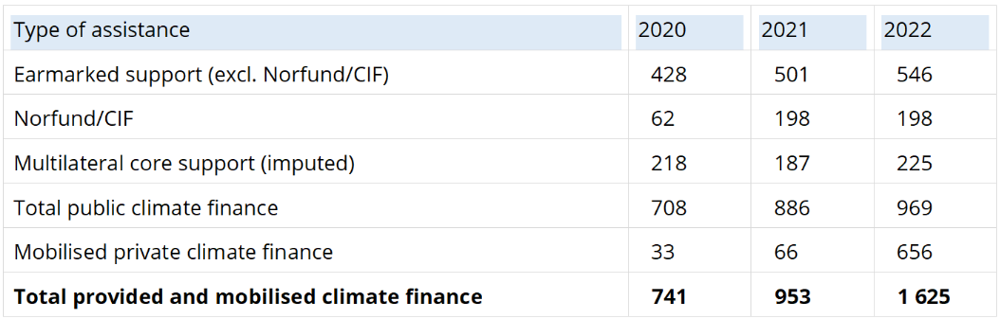 Type of assistance 2020 2021 2022
Earmarked support (excl. Norfund/CIF) 428 501 546
Norfund/CIF 62 198 198
Multilateral core support (imputed) 218 187 225
Total public climate finance 708 886 969
Mobilised private climate finance 33 66 656
Total provided and mobilised climate finance 741 953 1 625